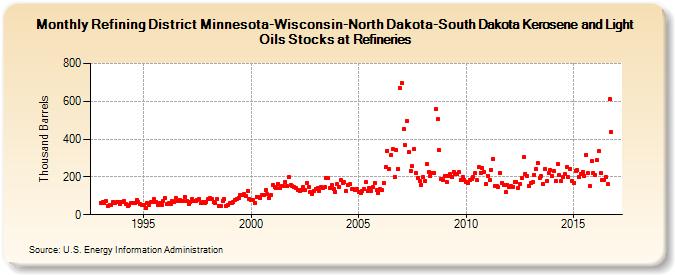 Monthly Refining District Minnesota-Wisconsin-North Dakota-South Dakota Kerosene and Light
Oils Stocks at Refineries
Thousand Barrels
800
600
400
200
0
1995
2000
2005
2010
2015
Source: U.S. Energy Information Administration